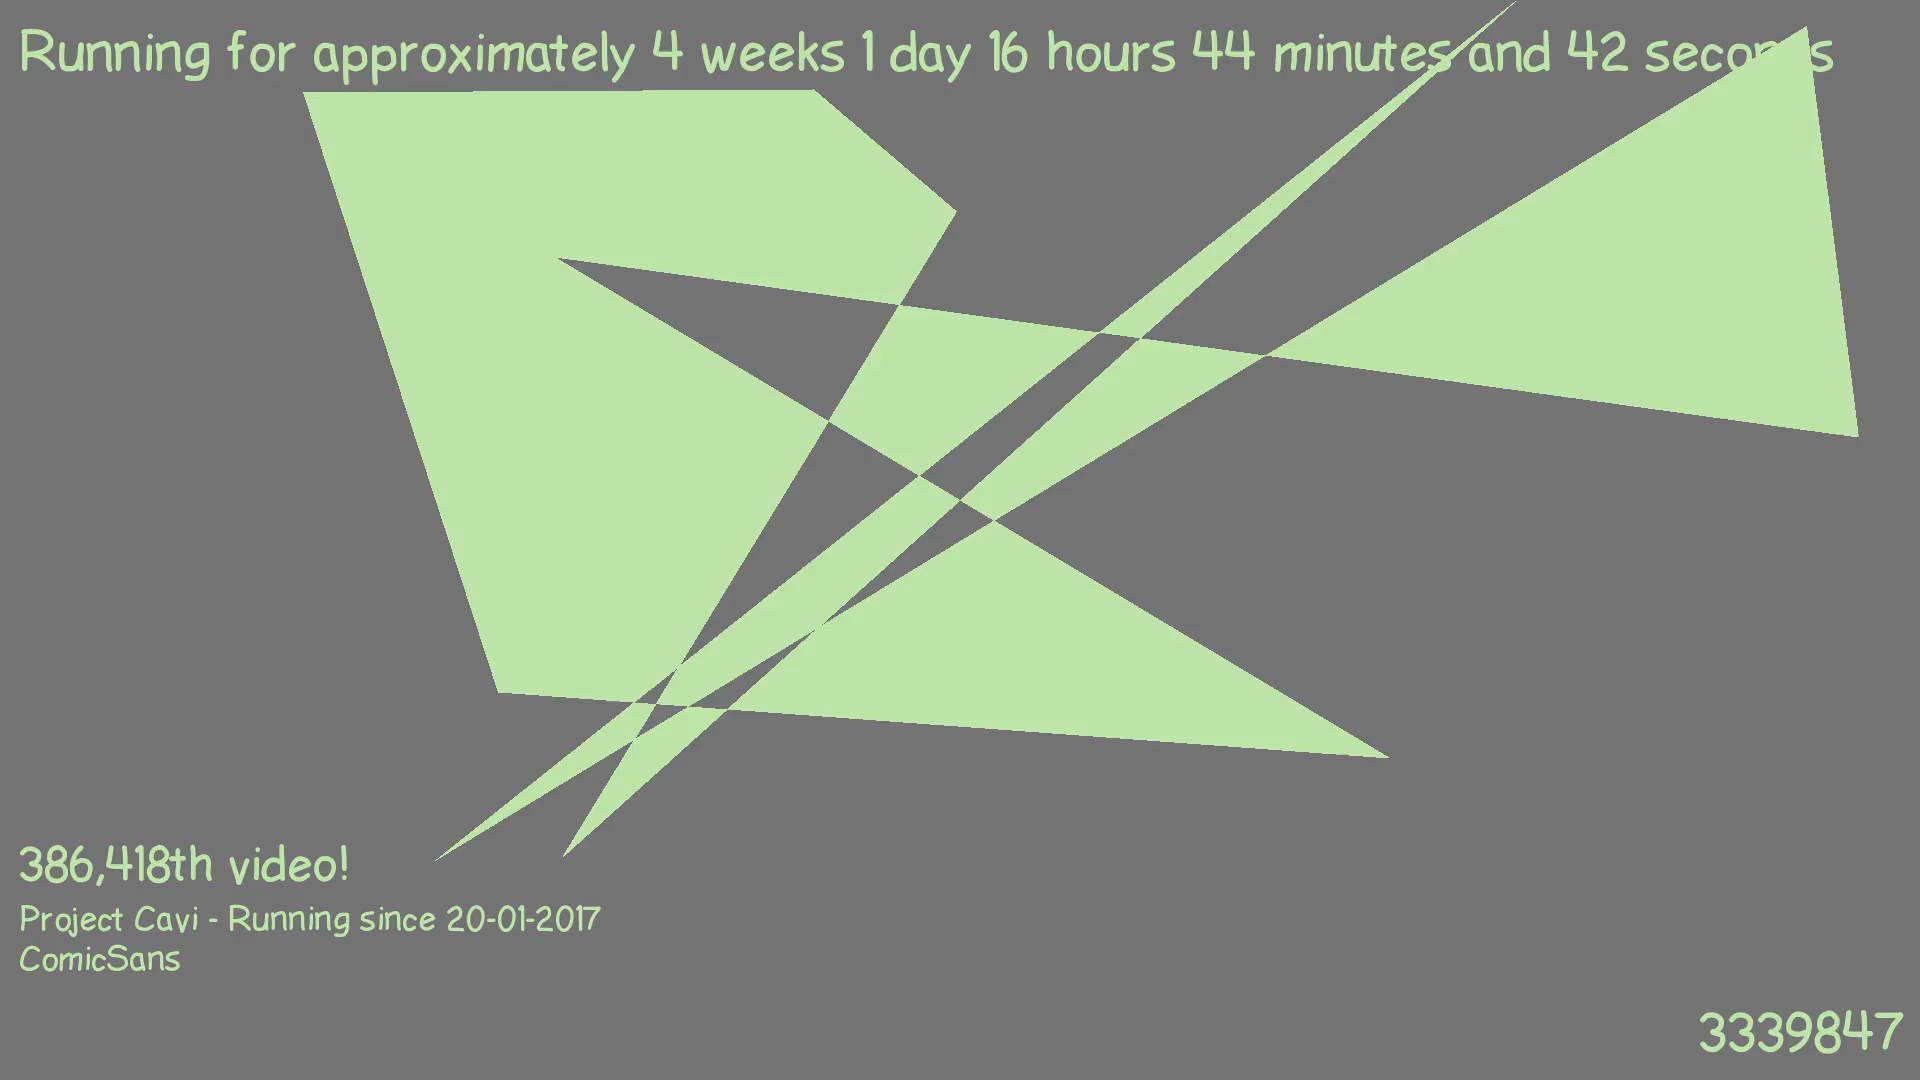 Running for approximately 4 weeks 1 day 16 hours 44 minutes and 42 seconds
386,418th video!
Project Cavi - Running since 20-01-2017
ComicSans
3339847